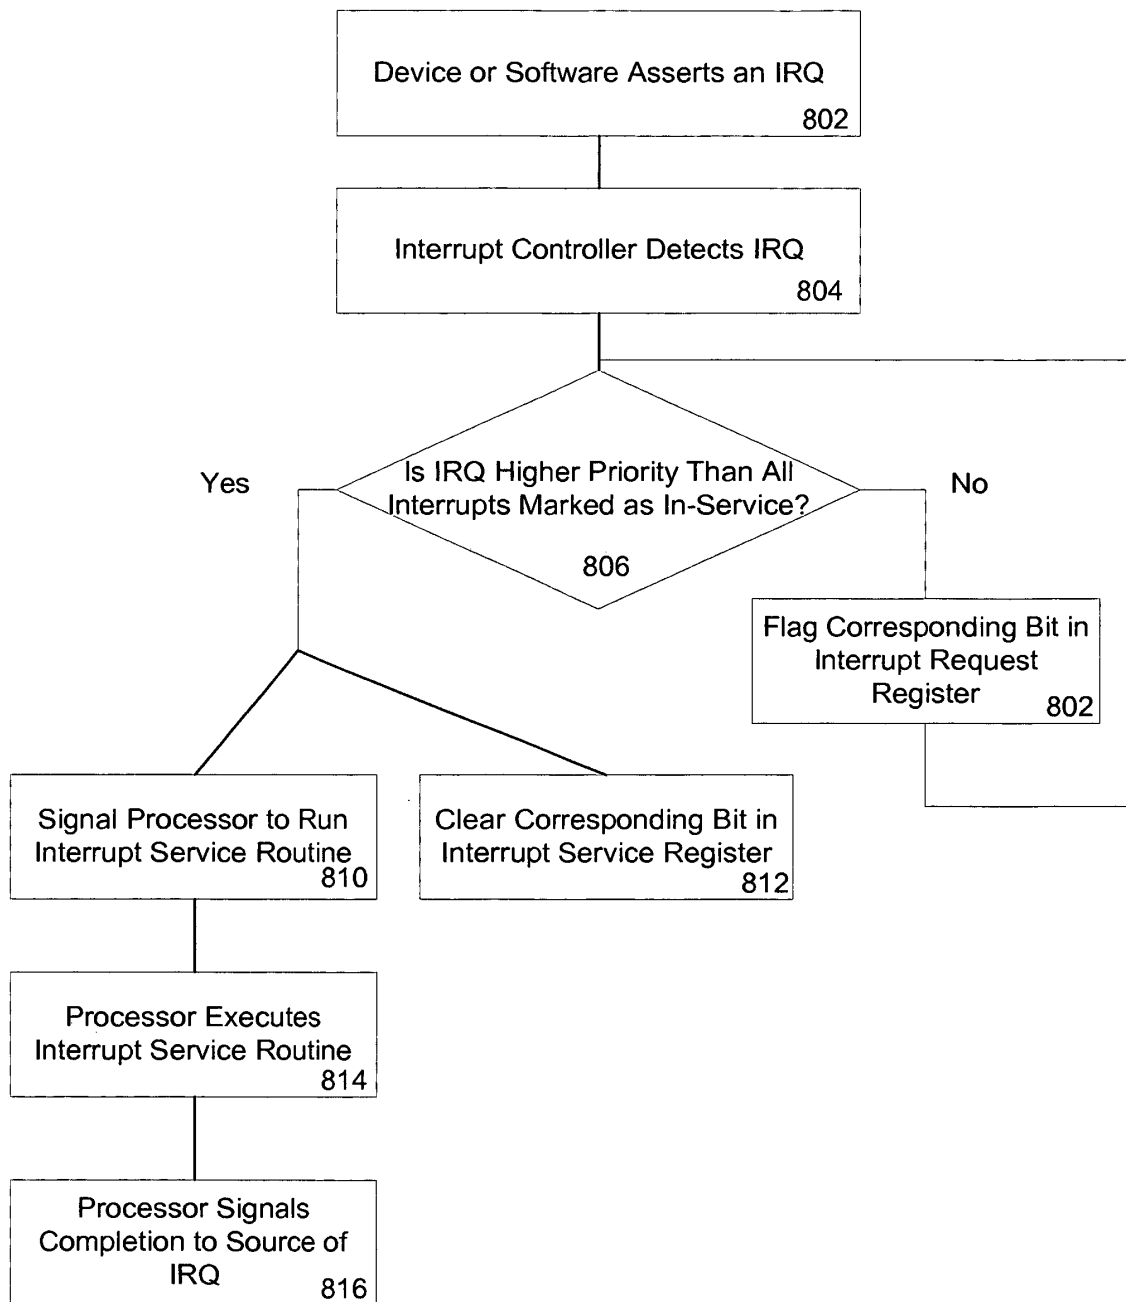 Device or Software Asserts an IRQ
802
Interrupt Controller Detects IRQ
804
Is IRQ Higher Priority Than All
Interrupts Marked as In-Service?
806
Yes
No
Flag Corresponding Bit in
Interrupt Request
Register
802
Signal Processor to Run
Interrupt Service Routine
810
Clear Corresponding Bit in
Interrupt Service Register
812
Processor Executes
Interrupt Service Routine
814
Processor Signals
Completion to Source of
IRQ
816